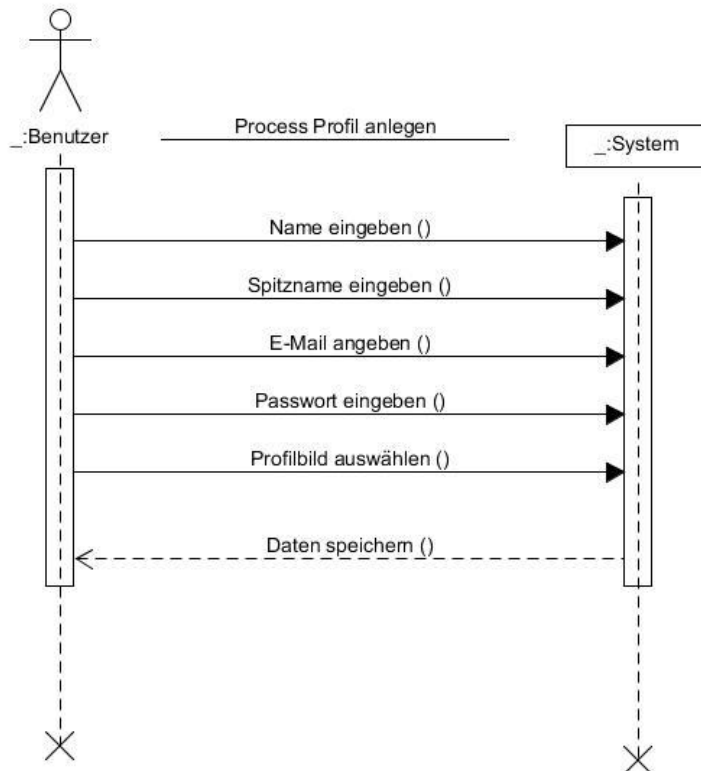 _:Benutzer
Process Profil anlegen
_:System
Name eingeben ()
Spitzname eingeben ()
E-Mail angeben ()
Passwort eingeben ()
Profilbild auswählen ()
Daten speichern ()